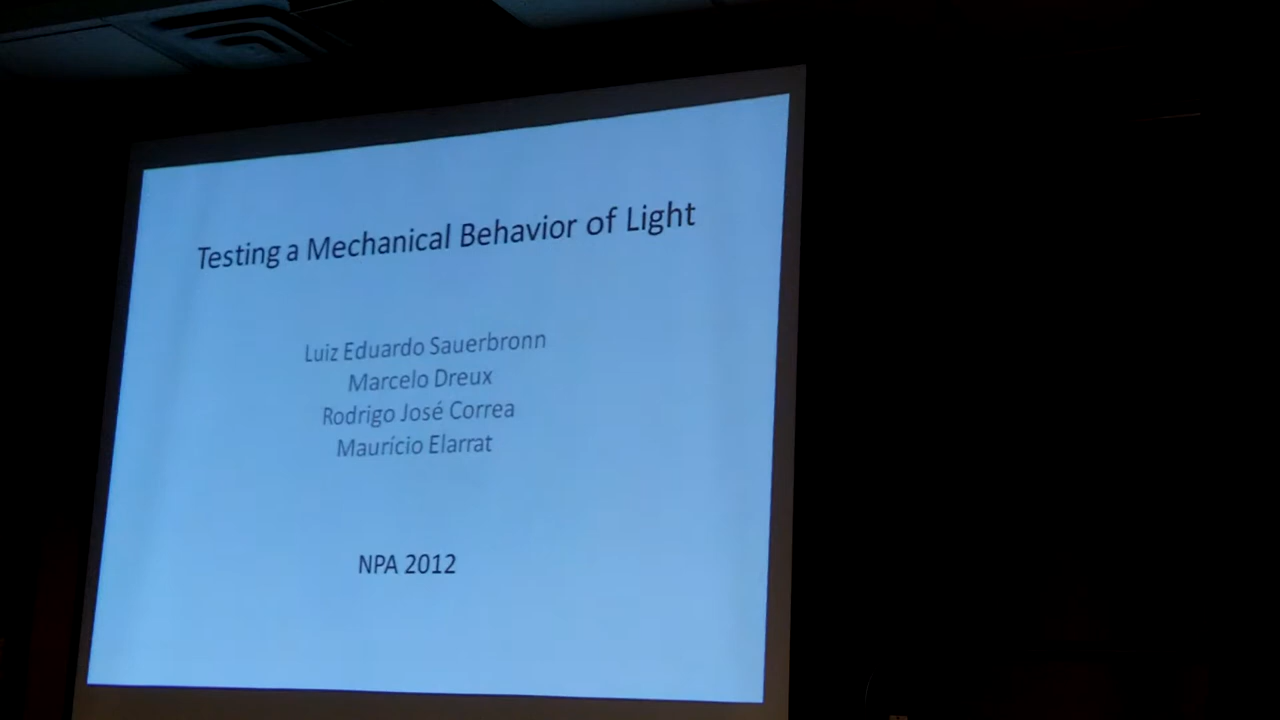 Testing a Mechanical Behavior of Light
Luiz Eduardo Sauerbronn
Marcelo Dreux
Rodrigo José Correa
Maurício Elarrat
NPA 2012